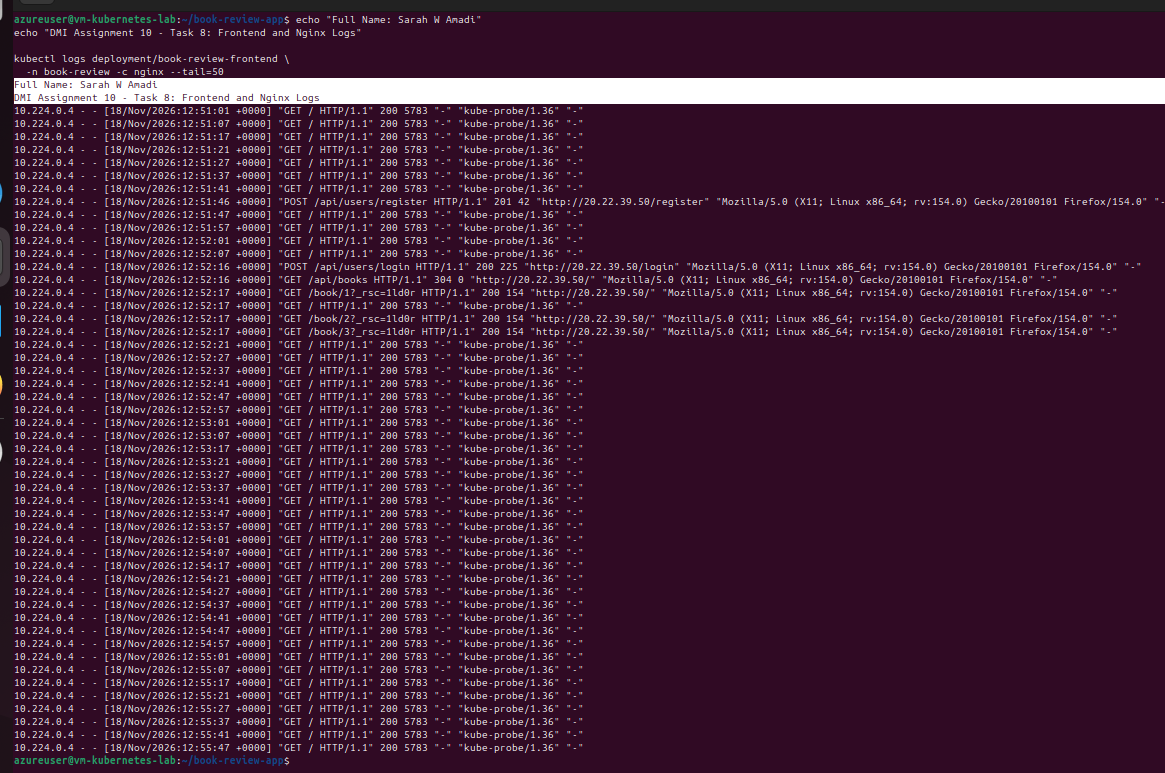 azureuser@vm-kubernetes-lab:~/book-review-app$ echo "Full Name: Sarah W Amadi"
echo "DMI Assignment 10 - Task 8: Frontend and Nginx Logs"
kubectl logs deployment/book-review-frontend \
  -n book-review -c nginx --tail=50
Full Name: Sarah W Amadi
DMI Assignment 10 - Task 8: Frontend and Nginx Logs
10.224.0.4 - - [18/Nov/2026:12:51:01 +0000] "GET / HTTP/1.1" 200 5783 "-" "kube-probe/1.36" "-"
10.224.0.4 - - [18/Nov/2026:12:51:07 +0000] "GET / HTTP/1.1" 200 5783 "-" "kube-probe/1.36" "-"
10.224.0.4 - - [18/Nov/2026:12:51:17 +0000] "GET / HTTP/1.1" 200 5783 "-" "kube-probe/1.36" "-"
10.224.0.4 - - [18/Nov/2026:12:51:21 +0000] "GET / HTTP/1.1" 200 5783 "-" "kube-probe/1.36" "-"
10.224.0.4 - - [18/Nov/2026:12:51:27 +0000] "GET / HTTP/1.1" 200 5783 "-" "kube-probe/1.36" "-"
10.224.0.4 - - [18/Nov/2026:12:51:37 +0000] "GET / HTTP/1.1" 200 5783 "-" "kube-probe/1.36" "-"
10.224.0.4 - - [18/Nov/2026:12:51:41 +0000] "GET / HTTP/1.1" 200 5783 "-" "kube-probe/1.36" "-"
10.224.0.4 - - [18/Nov/2026:12:51:46 +0000] "POST /api/users/register HTTP/1.1" 201 42 "http://20.22.39.50/register" "Mozilla/5.0 (X11; Linux x86_64; rv:154.0) Gecko/20100101 Firefox/154.0" "-
10.224.0.4 - - [18/Nov/2026:12:51:47 +0000] "GET / HTTP/1.1" 200 5783 "-" "kube-probe/1.36" "-"
10.224.0.4 - - [18/Nov/2026:12:51:57 +0000] "GET / HTTP/1.1" 200 5783 "-" "kube-probe/1.36" "-"
10.224.0.4 - - [18/Nov/2026:12:52:01 +0000] "GET / HTTP/1.1" 200 5783 "-" "kube-probe/1.36" "-"
10.224.0.4 - - [18/Nov/2026:12:52:07 +0000] "GET / HTTP/1.1" 200 5783 "-" "kube-probe/1.36" "-"
10.224.0.4 - - [18/Nov/2026:12:52:16 +0000] "POST /api/users/login HTTP/1.1" 200 225 "http://20.22.39.50/login" "Mozilla/5.0 (X11; Linux x86_64; rv:154.0) Gecko/20100101 Firefox/154.0" "-"
10.224.0.4 - - [18/Nov/2026:12:52:16 +0000] "GET /api/books HTTP/1.1" 304 0 "http://20.22.39.50/" "Mozilla/5.0 (X11; Linux x86_64; rv:154.0) Gecko/20100101 Firefox/154.0" "-"
10.224.0.4 - - [18/Nov/2026:12:52:17 +0000] "GET /book/1?_rsc=1ld0r HTTP/1.1" 200 154 "http://20.22.39.50/" "Mozilla/5.0 (X11; Linux x86_64; rv:154.0) Gecko/20100101 Firefox/154.0" "-"
10.224.0.4 - - [18/Nov/2026:12:52:17 +0000] "GET / HTTP/1.1" 200 5783 "-" "kube-probe/1.36" "-"
10.224.0.4 - - [18/Nov/2026:12:52:17 +0000] "GET /book/2?_rsc=1ld0r HTTP/1.1" 200 154 "http://20.22.39.50/" "Mozilla/5.0 (X11; Linux x86_64; rv:154.0) Gecko/20100101 Firefox/154.0" "-"
10.224.0.4 - - [18/Nov/2026:12:52:17 +0000] "GET /book/3?_rsc=1ld0r HTTP/1.1" 200 154 "http://20.22.39.50/" "Mozilla/5.0 (X11; Linux x86_64; rv:154.0) Gecko/20100101 Firefox/154.0" "-"
10.224.0.4 - - [18/Nov/2026:12:52:21 +0000] "GET / HTTP/1.1" 200 5783 "-" "kube-probe/1.36" "-"
10.224.0.4 - - [18/Nov/2026:12:52:27 +0000] "GET / HTTP/1.1" 200 5783 "-" "kube-probe/1.36" "-"
10.224.0.4 - - [18/Nov/2026:12:52:37 +0000] "GET / HTTP/1.1" 200 5783 "-" "kube-probe/1.36" "-"
10.224.0.4 - - [18/Nov/2026:12:52:41 +0000] "GET / HTTP/1.1" 200 5783 "-" "kube-probe/1.36" "-"
10.224.0.4 - - [18/Nov/2026:12:52:47 +0000] "GET / HTTP/1.1" 200 5783 "-" "kube-probe/1.36" "-"
10.224.0.4 - - [18/Nov/2026:12:52:57 +0000] "GET / HTTP/1.1" 200 5783 "-" "kube-probe/1.36" "-"
10.224.0.4 - - [18/Nov/2026:12:53:01 +0000] "GET / HTTP/1.1" 200 5783 "-" "kube-probe/1.36" "-"
10.224.0.4 - - [18/Nov/2026:12:53:07 +0000] "GET / HTTP/1.1" 200 5783 "-" "kube-probe/1.36" "-"
10.224.0.4 - - [18/Nov/2026:12:53:17 +0000] "GET / HTTP/1.1" 200 5783 "-" "kube-probe/1.36" "-"
10.224.0.4 - - [18/Nov/2026:12:53:21 +0000] "GET / HTTP/1.1" 200 5783 "-" "kube-probe/1.36" "-"
10.224.0.4 - - [18/Nov/2026:12:53:27 +0000] "GET / HTTP/1.1" 200 5783 "-" "kube-probe/1.36" "-"
10.224.0.4 - - [18/Nov/2026:12:53:37 +0000] "GET / HTTP/1.1" 200 5783 "-" "kube-probe/1.36" "-"
10.224.0.4 - - [18/Nov/2026:12:53:41 +0000] "GET / HTTP/1.1" 200 5783 "-" "kube-probe/1.36" "-"
10.224.0.4 - - [18/Nov/2026:12:53:47 +0000] "GET / HTTP/1.1" 200 5783 "-" "kube-probe/1.36" "-"
10.224.0.4 - - [18/Nov/2026:12:53:57 +0000] "GET / HTTP/1.1" 200 5783 "-" "kube-probe/1.36" "-"
10.224.0.4 - - [18/Nov/2026:12:54:01 +0000] "GET / HTTP/1.1" 200 5783 "-" "kube-probe/1.36" "-"
10.224.0.4 - - [18/Nov/2026:12:54:07 +0000] "GET / HTTP/1.1" 200 5783 "-" "kube-probe/1.36" "-"
10.224.0.4 - - [18/Nov/2026:12:54:17 +0000] "GET / HTTP/1.1" 200 5783 "-" "kube-probe/1.36" "-"
10.224.0.4 - - [18/Nov/2026:12:54:21 +0000] "GET / HTTP/1.1" 200 5783 "-" "kube-probe/1.36" "-"
10.224.0.4 - - [18/Nov/2026:12:54:27 +0000] "GET / HTTP/1.1" 200 5783 "-" "kube-probe/1.36" "-"
10.224.0.4 - - [18/Nov/2026:12:54:37 +0000] "GET / HTTP/1.1" 200 5783 "-" "kube-probe/1.36" "-"
10.224.0.4 - - [18/Nov/2026:12:54:41 +0000] "GET / HTTP/1.1" 200 5783 "-" "kube-probe/1.36" "-"
10.224.0.4 - - [18/Nov/2026:12:54:47 +0000] "GET / HTTP/1.1" 200 5783 "-" "kube-probe/1.36" "-"
10.224.0.4 - - [18/Nov/2026:12:54:57 +0000] "GET / HTTP/1.1" 200 5783 "-" "kube-probe/1.36" "-"
10.224.0.4 - - [18/Nov/2026:12:55:01 +0000] "GET / HTTP/1.1" 200 5783 "-" "kube-probe/1.36" "-"
10.224.0.4 - - [18/Nov/2026:12:55:07 +0000] "GET / HTTP/1.1" 200 5783 "-" "kube-probe/1.36" "-"
10.224.0.4 - - [18/Nov/2026:12:55:17 +0000] "GET / HTTP/1.1" 200 5783 "-" "kube-probe/1.36" "-"
10.224.0.4 - - [18/Nov/2026:12:55:21 +0000] "GET / HTTP/1.1" 200 5783 "-" "kube-probe/1.36" "-"
10.224.0.4 - - [18/Nov/2026:12:55:27 +0000] "GET / HTTP/1.1" 200 5783 "-" "kube-probe/1.36" "-"
10.224.0.4 - - [18/Nov/2026:12:55:37 +0000] "GET / HTTP/1.1" 200 5783 "-" "kube-probe/1.36" "-"
10.224.0.4 - - [18/Nov/2026:12:55:41 +0000] "GET / HTTP/1.1" 200 5783 "-" "kube-probe/1.36" "-"
10.224.0.4 - - [18/Nov/2026:12:55:47 +0000] "GET / HTTP/1.1" 200 5783 "-" "kube-probe/1.36" "-"
azureuser@vm-kubernetes-lab:~/book-review-app$